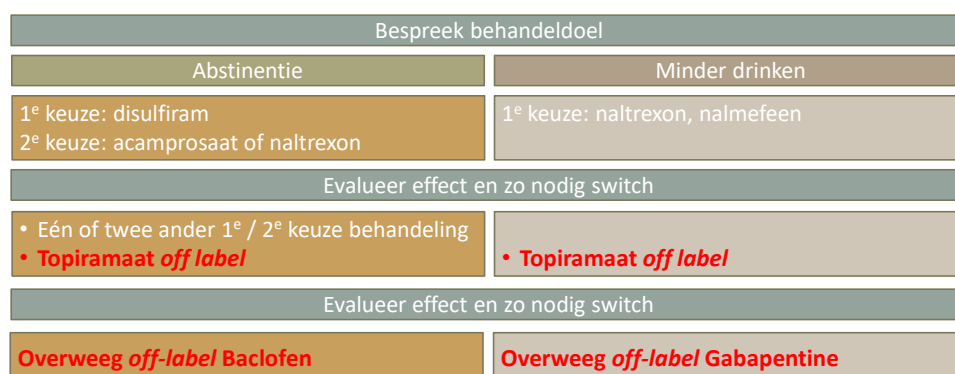 Bespreek behandeldoel
Abstinentie
Minder drinken
1e keuze: disulfiram
2e keuze: acamprosaat of naltrexon
1e keuze: naltrexon, nalmefeen
Evalueer effect en zo nodig switch
• Eén of twee ander 1e / 2e keuze behandeling
• Topiramaat off label
• Topiramaat off label
Evalueer effect en zo nodig switch
Overweeg off-label Baclofen
Overweeg off-label Gabapentine